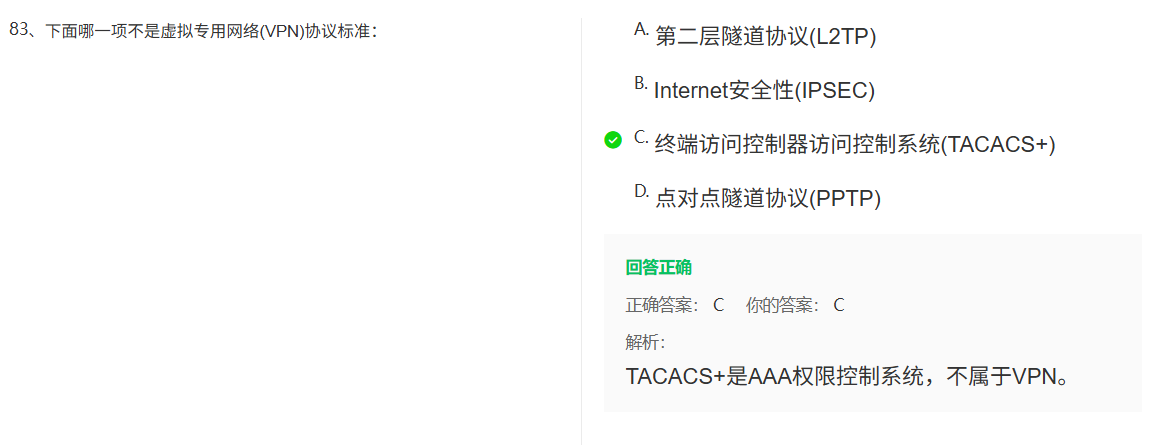 83、下面哪一项不是虚拟专用网络(VPN)协议标准：
A. 第二层隧道协议(L2TP)
B. Internet安全性(IPSEC)
C. 终端访问控制器访问控制系统(TACACS+)
D. 点对点隧道协议(PPTP)
回答正确
正确答案： C 你的答案： C
解析：
TACACS+是AAA权限控制系统，不属于VPN。